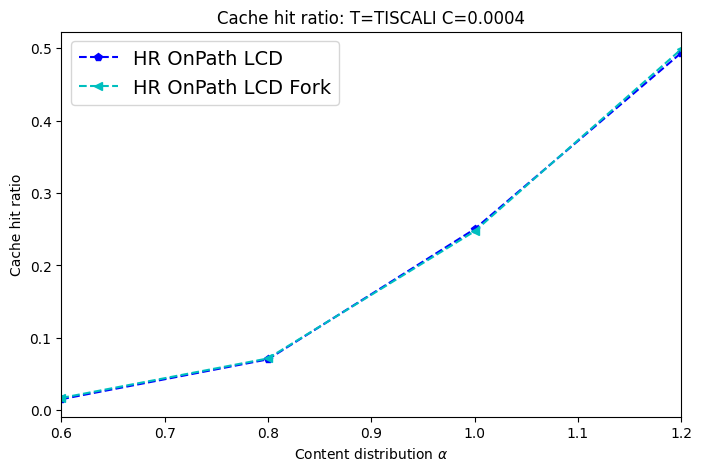 Cache hit ratio: T=TISCALI C=0.0004
HR OnPath LCD
HR OnPath LCD Fork
Cache hit ratio
0.5
0.4
0.3
0.2
0.1
0.0
0.6 0.7 0.8 0.9 1.0 1.1 1.2
Content distribution α